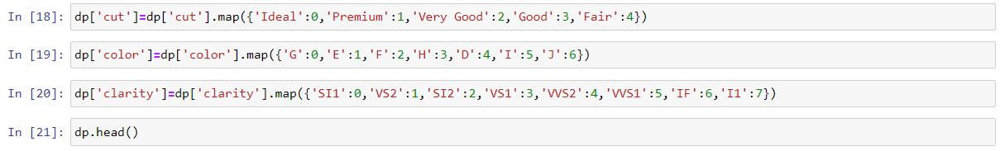 In [18]: dp['cut']=dp['cut'].map({'Ideal':0,'Premium':1,'Very Good':2,'Good':3,'Fair':4})
In [19]: dp['color']=dp['color'].map({'G':0,'E':1,'F':2,'H':3,'D':4,'I':5,'J':6})
In [20]: dp['clarity']=dp['clarity'].map({'SI1':0,'VS2':1,'SI2':2,'VS1':3,'VVS2':4,'VVS1':5,'IF':6,'I1':7})
In [21]: dp.head()